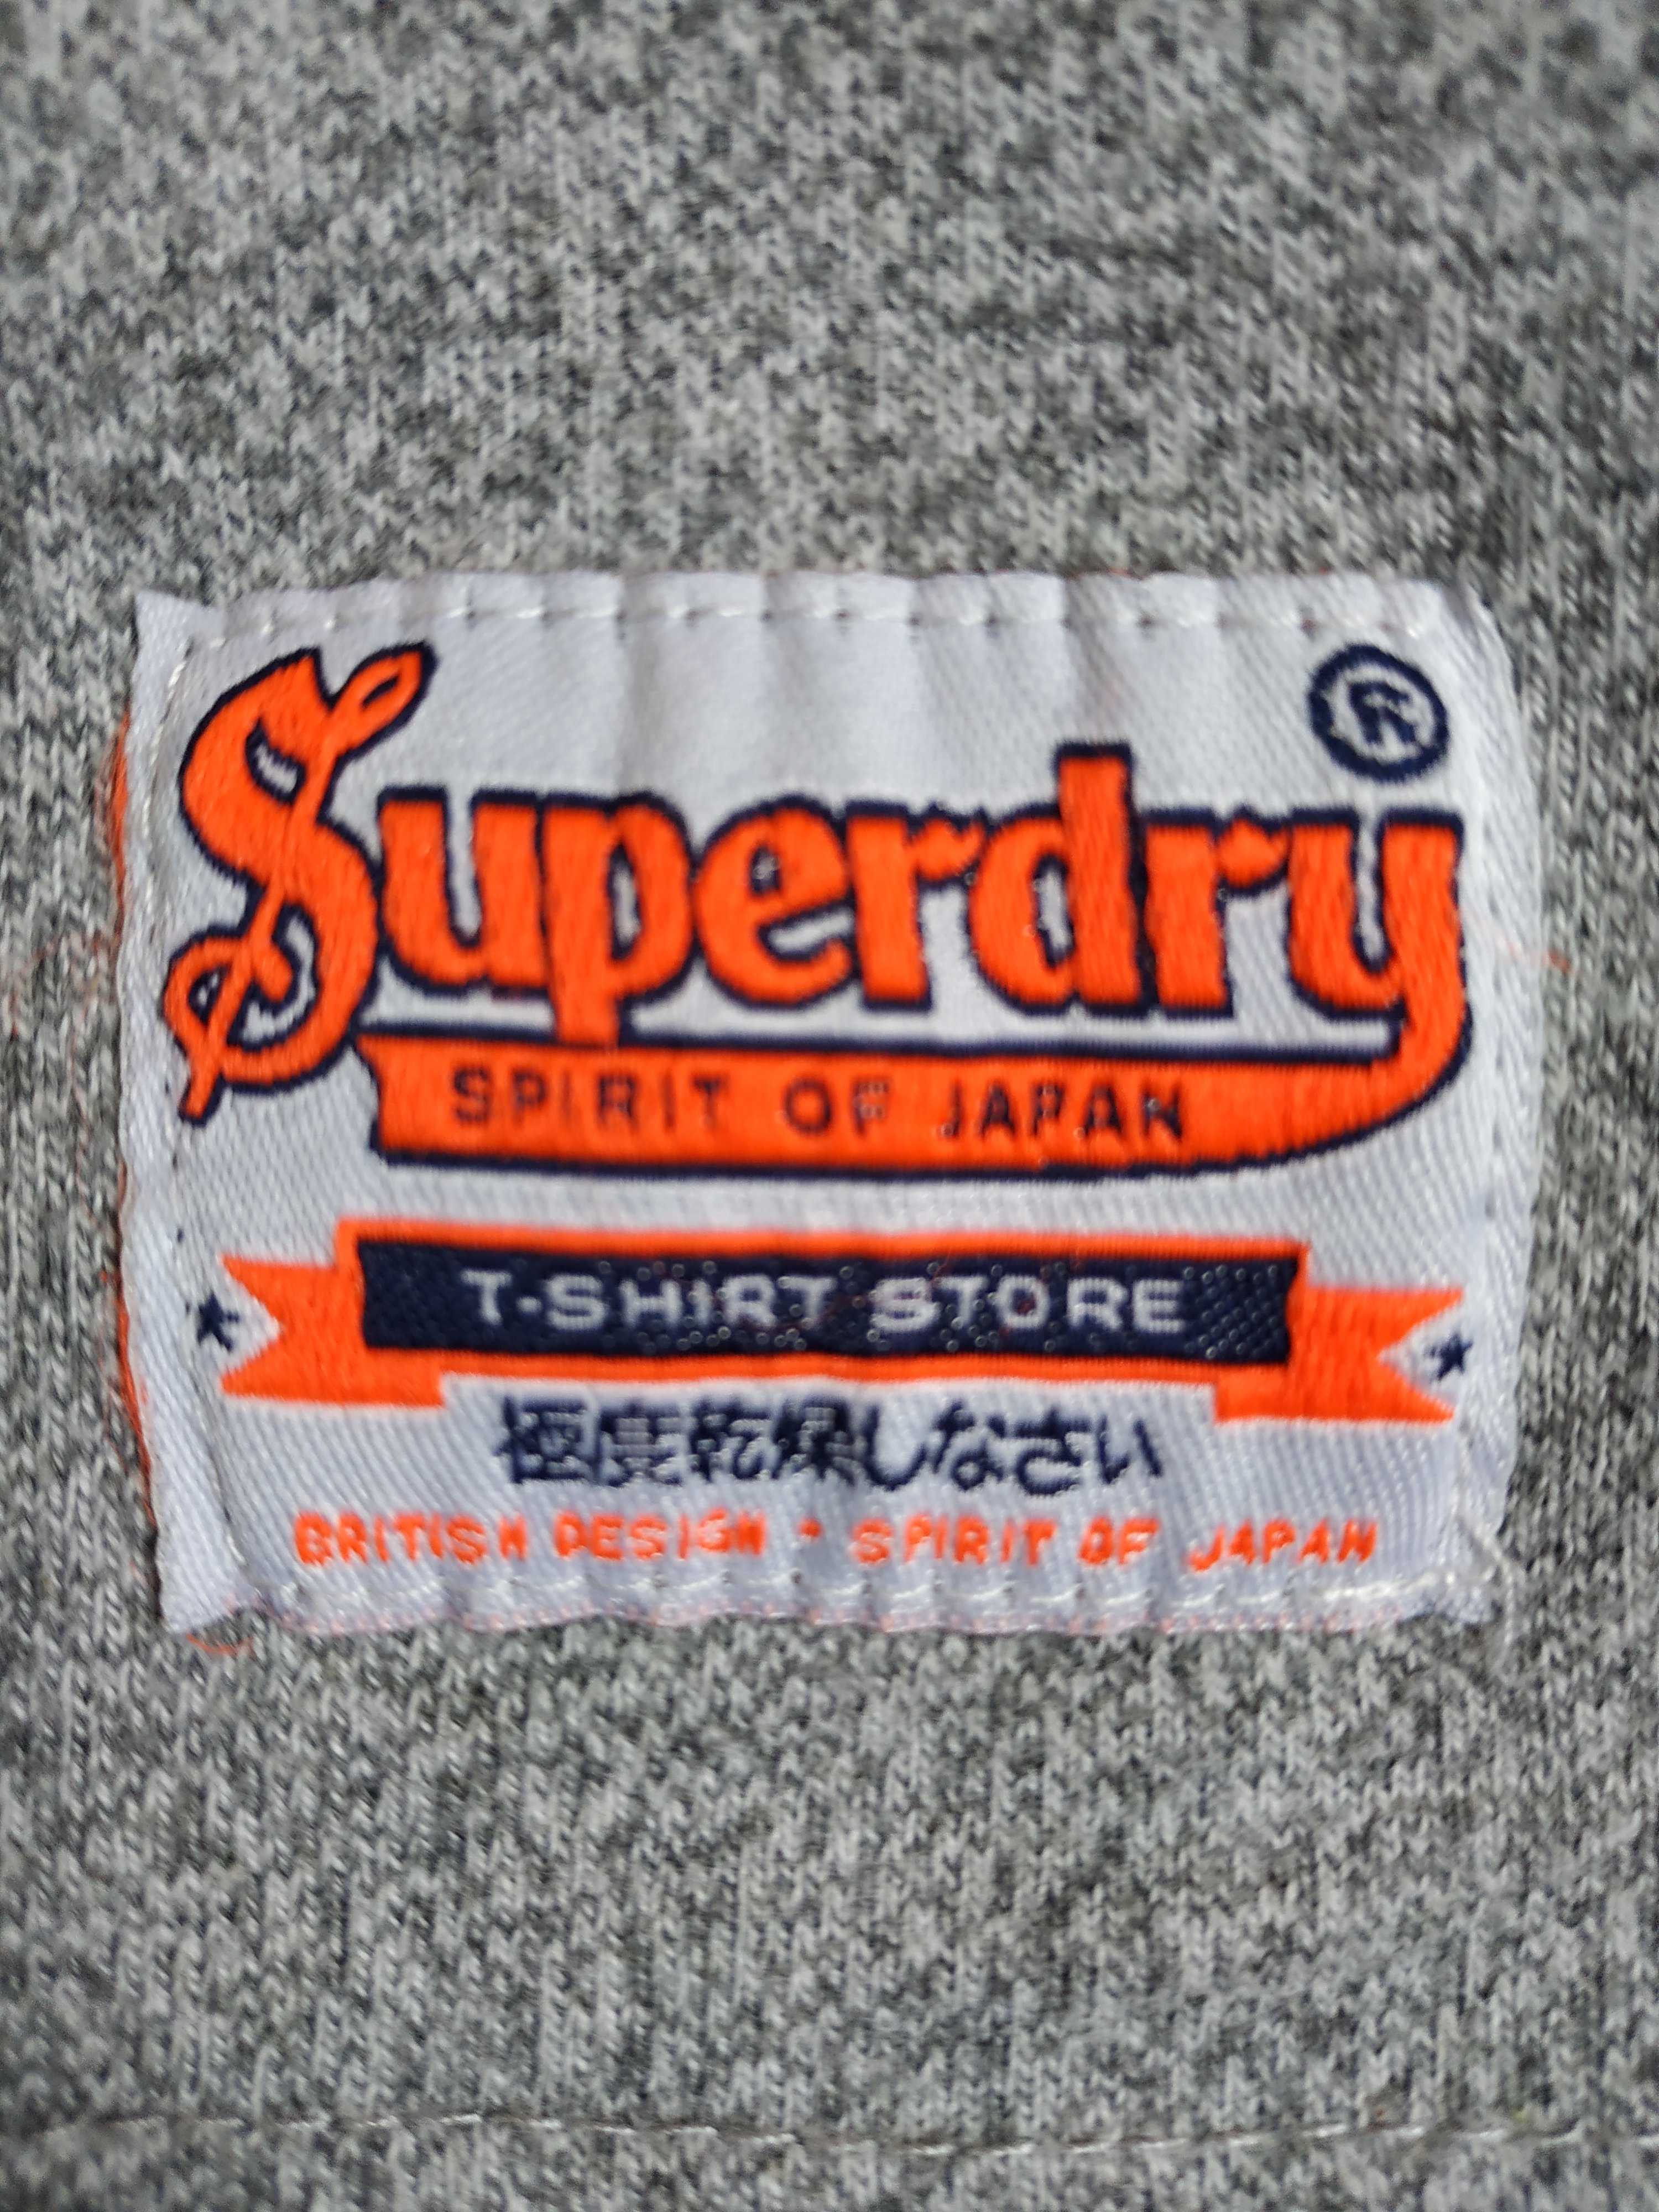 Superdry ®
SPIRIT OF JAPAN
T-SHIRT STORE
極度乾燥しなさい
BRITISH DESIGN • SPIRIT OF JAPAN